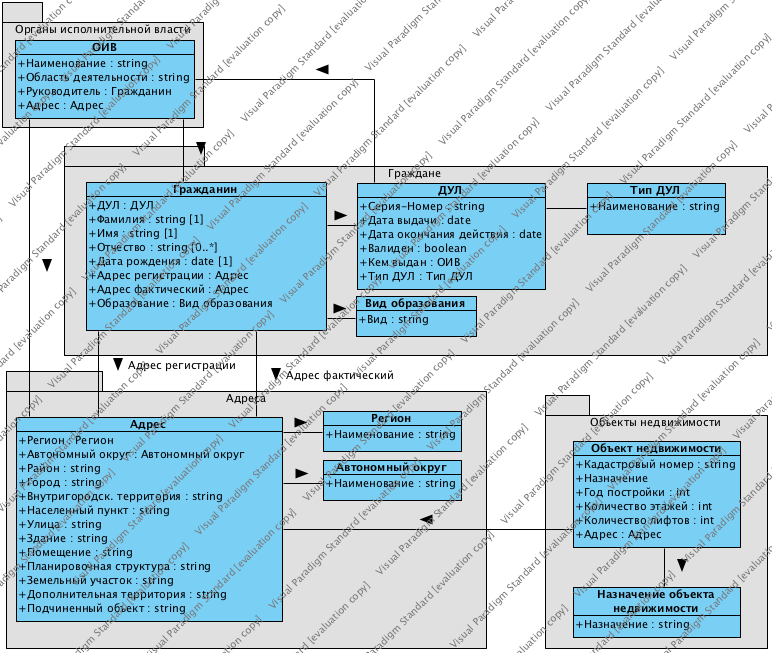 Органы исполнительной власти
ОИВ
+Наименование : string
+Область деятельности : string
+Руководитель : Гражданин
+Адрес : Адрес
Граждане
Гражданин
+ДУЛ : ДУЛ
+Фамилия : string [1]
+Имя : string [1]
+Отчество : string [0..*]
+Дата рождения : date [1]
+Адрес регистрации : Адрес
+Адрес фактический : Адрес
+Образование : Вид образования
ДУЛ
+Серия-Номер : string
+Дата выдачи : date
+Дата окончания действия : date
+Валиден : boolean
+Кем выдан : ОИВ
+Тип ДУЛ : Тип ДУЛ
Тип ДУЛ
+Наименование : string
Вид образования
+Вид : string
Адрес регистрации
Адрес фактический
Адреса
Адрес
+Регион : Регион
+Автономный округ : Автономный округ
+Район : string
+Город : string
+Внутригородск. территория : string
+Населенный пункт : string
+Улица : string
+Здание : string
+Помещение : string
+Планировочная структура : string
+Земельный участок : string
+Дополнительная территория : string
+Подчиненный объект : string
Регион
+Наименование : string
Автономный округ
+Наименование : string
Объекты недвижимости
Объект недвижимости
+Кадастровый номер : string
+Назначение
+Год постройки : int
+Количество этажей : int
+Количество лифтов : int
+Адрес : Адрес
Назначение объекта
недвижимости
+Назначение : string
Visual Paradigm Standard [evaluation copy]